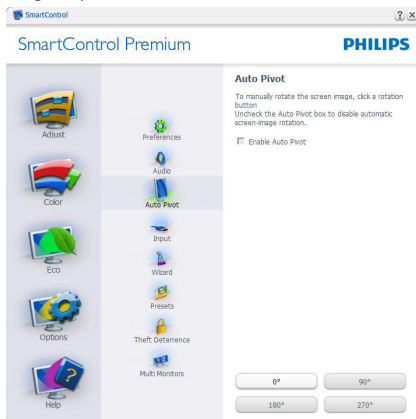 SmartControl
SmartControl Premium
PHILIPS
Adjust
Color
Eco
Options
Help
Preferences
Audio
Auto Pivot
Input
Wizard
Presets
Theft Deterrence
Multi Monitors
Auto Pivot
To manually rotate the screen image, click a rotation
button
Uncheck the Auto Pivot box to disable automatic
screen-image rotation.
Enable Auto Pivot
0°
90°
180°
270°